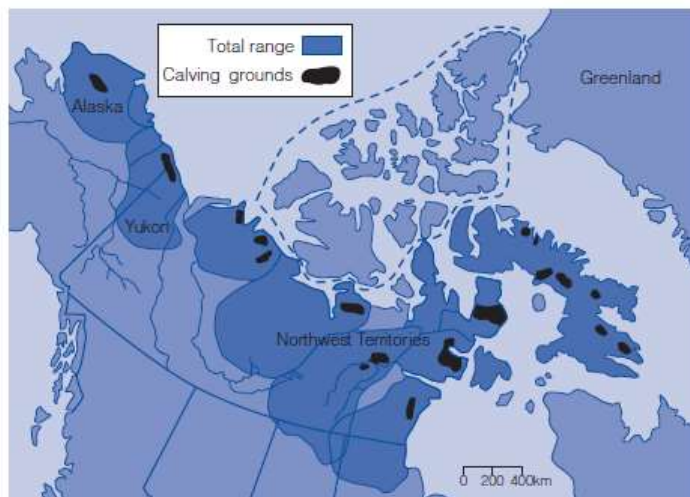 Total range
Calving grounds
Greenland
Alaska
Yukon
Northwest Territories
0 200 400km